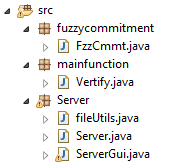 src
fuzzycommitment
FzzCmmt.java
mainfunction
Vertify.java
Server
fileUtils.java
Server.java
ServerGui.java